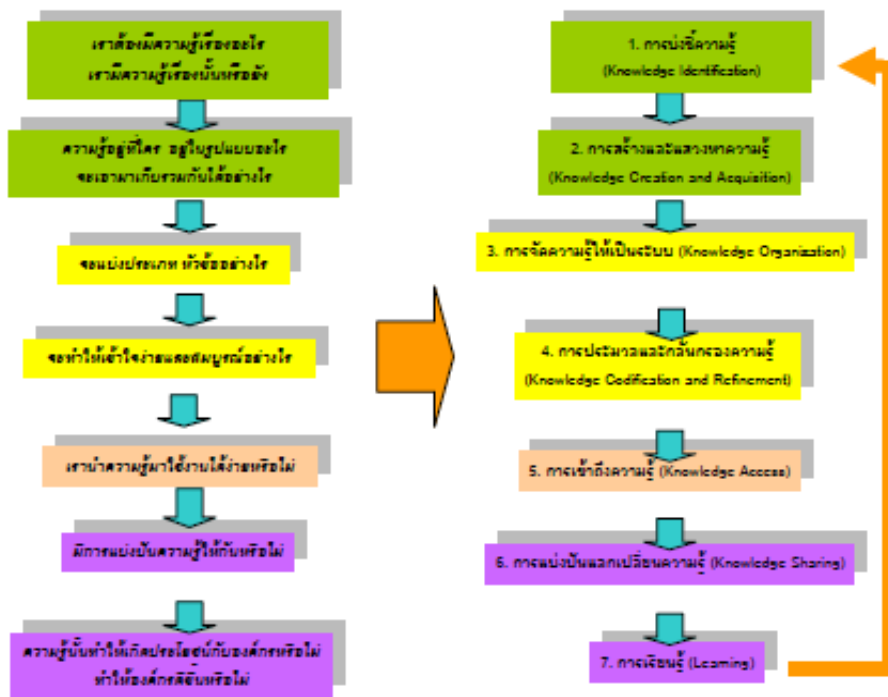 เราต้องมีความรู้เรื่องอะไร
เรามีความรู้เรื่องนั้นหรือยัง
ความรู้อยู่ที่ใคร อยู่ในรูปแบบอะไร
จะเอามาเก็บรวมกันได้อย่างไร
จะแบ่งประเภท หัวข้ออย่างไร
จะทำให้เข้าใจง่ายและสมบูรณ์อย่างไร
เรานำความรู้มาใช้งานได้ง่ายหรือไม่
มีการแบ่งปันความรู้ให้กันหรือไม่
ความรู้นั้นทำให้เกิดประโยชน์กับองค์กรหรือไม่
ทำให้องค์กรดีขึ้นหรือไม่
1. การบ่งชี้ความรู้
(Knowledge Identification)
2. การสร้างและแสวงหาความรู้
(Knowledge Creation and Acquisition)
3. การจัดความรู้ให้เป็นระบบ (Knowledge Organization)
4. การประมวลและกลั่นกรองความรู้
(Knowledge Codification and Refinement)
5. การเข้าถึงความรู้ (Knowledge Access)
6. การแบ่งปันแลกเปลี่ยนความรู้ (Knowledge Sharing)
7. การเรียนรู้ (Learning)